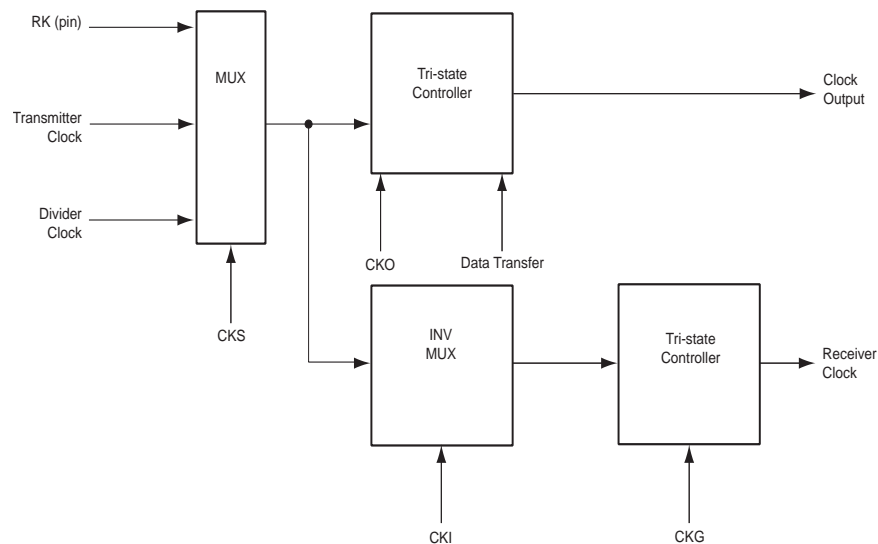 RK (pin)
MUX
Tri-state
Controller
Clock
Output
Transmitter
Clock
Divider
Clock
CKO
Data Transfer
CKS
INV
MUX
Tri-state
Controller
Receiver
Clock
CKI
CKG